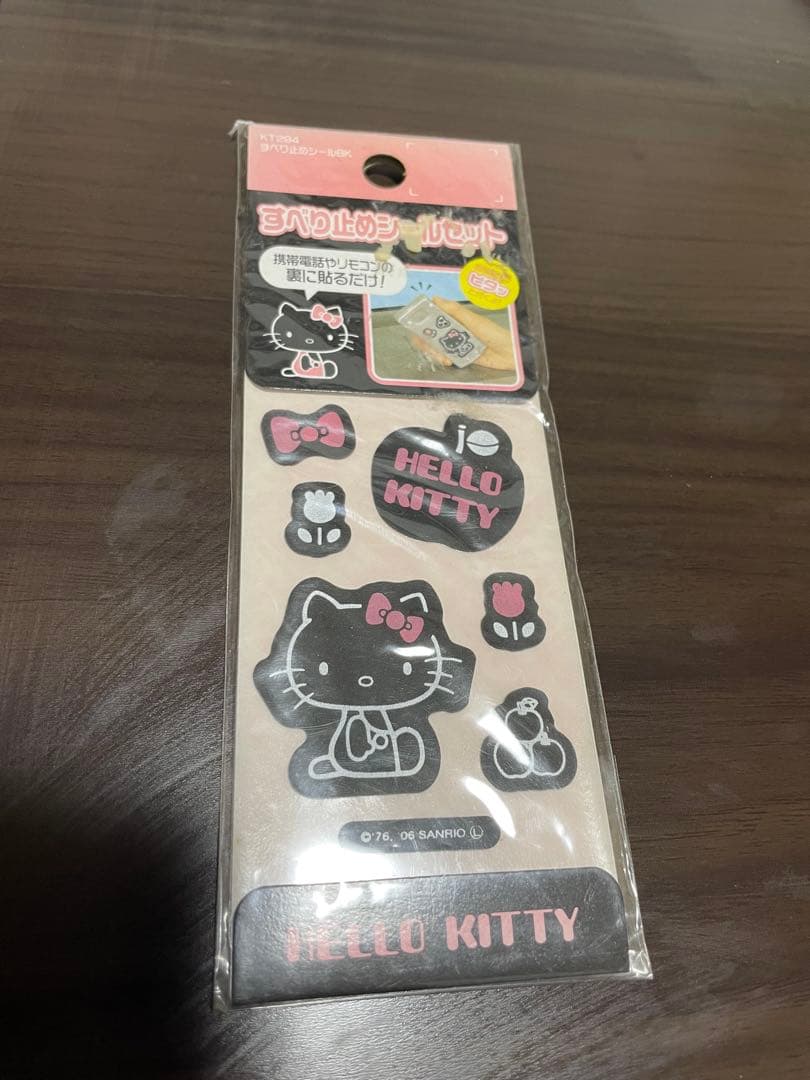 KT294
すべり止めシールBK
すべり止めシールセット
携帯電話やリモコンの
裏に貼るだけ!
ピタッ
HELLO
KITTY
©'76, '06 SANRIO Ⓛ
HELLO KITTY